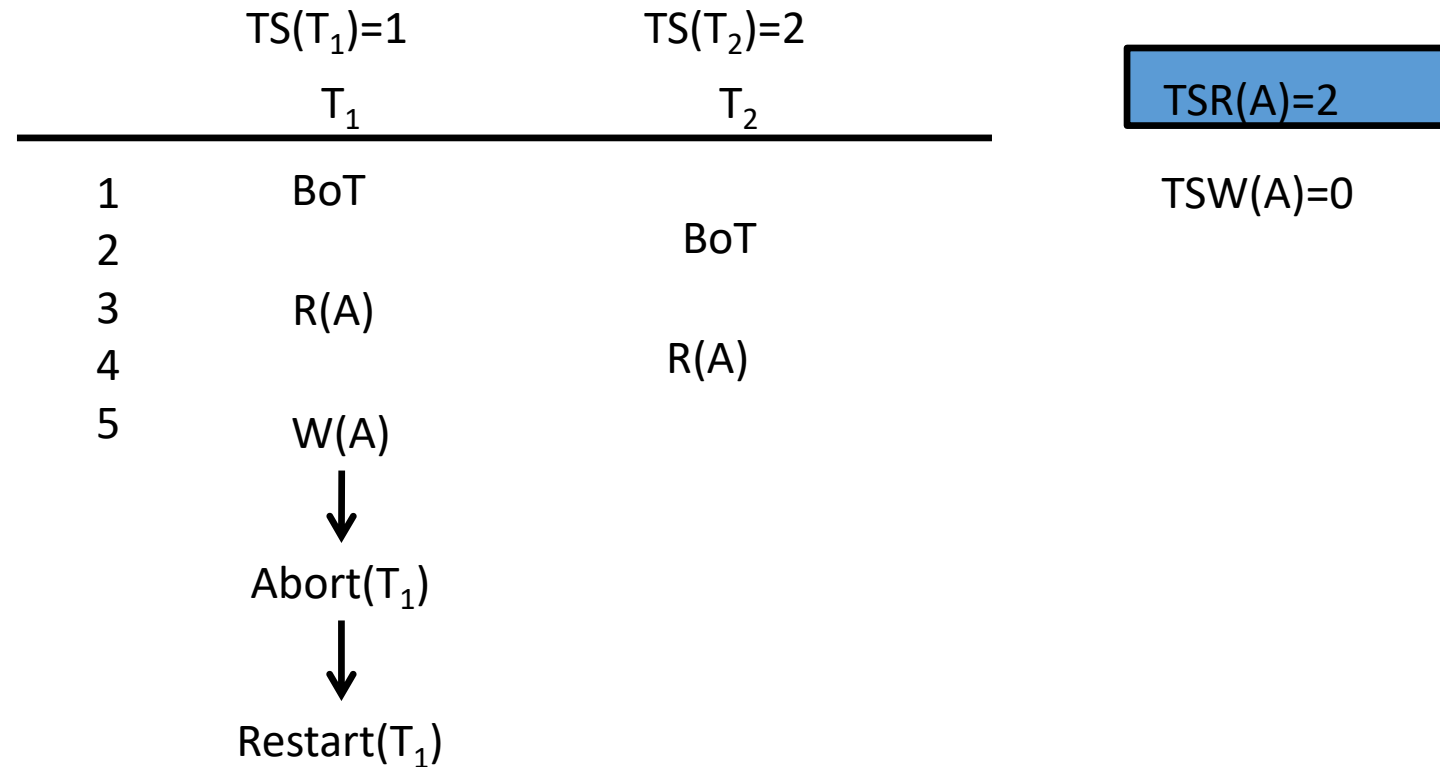 TS(T₁)=1 TS(T₂)=2
T₁ T₂ TSR(A)=2
1 BoT TSW(A)=0
2 BoT
3 R(A)
4 R(A)
5 W(A)
Abort(T₁)
Restart(T₁)